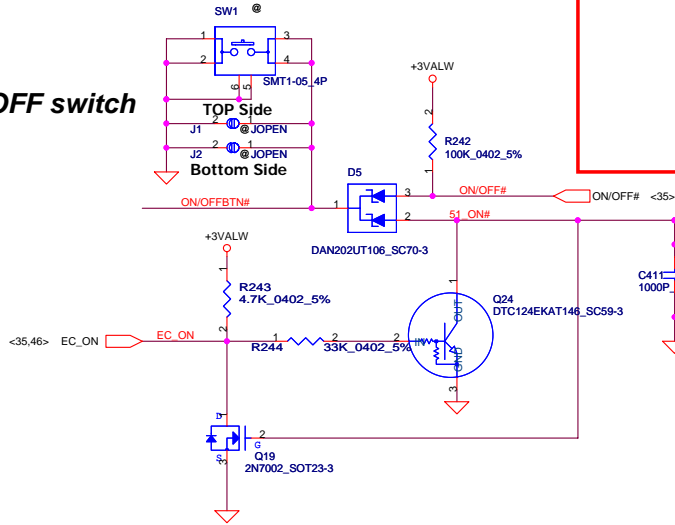 SW1 @
1
3
2
4
6
5
SMT1-05_4P
OFF switch
TOP Side
2
1
J1
@ JOPEN
2
1
J2
@ JOPEN
Bottom Side
+3VALW
2
R242
100K_0402_5%
1
D5
ON/OFFBTN#
1
3
ON/OFF#
ON/OFF# <35>
2
51_ON#
DAN202UT106_SC70-3
+3VALW
1
R243
4.7K_0402_5%
2
C411
1000P_
1
Q24
DTC124EKAT146_SC59-3
OUT
IN
GND
3
<35,46> EC_ON
EC_ON
1
2
2
R244
33K_0402_5%
1
D
2
G
S
3
Q19
2N7002_SOT23-3